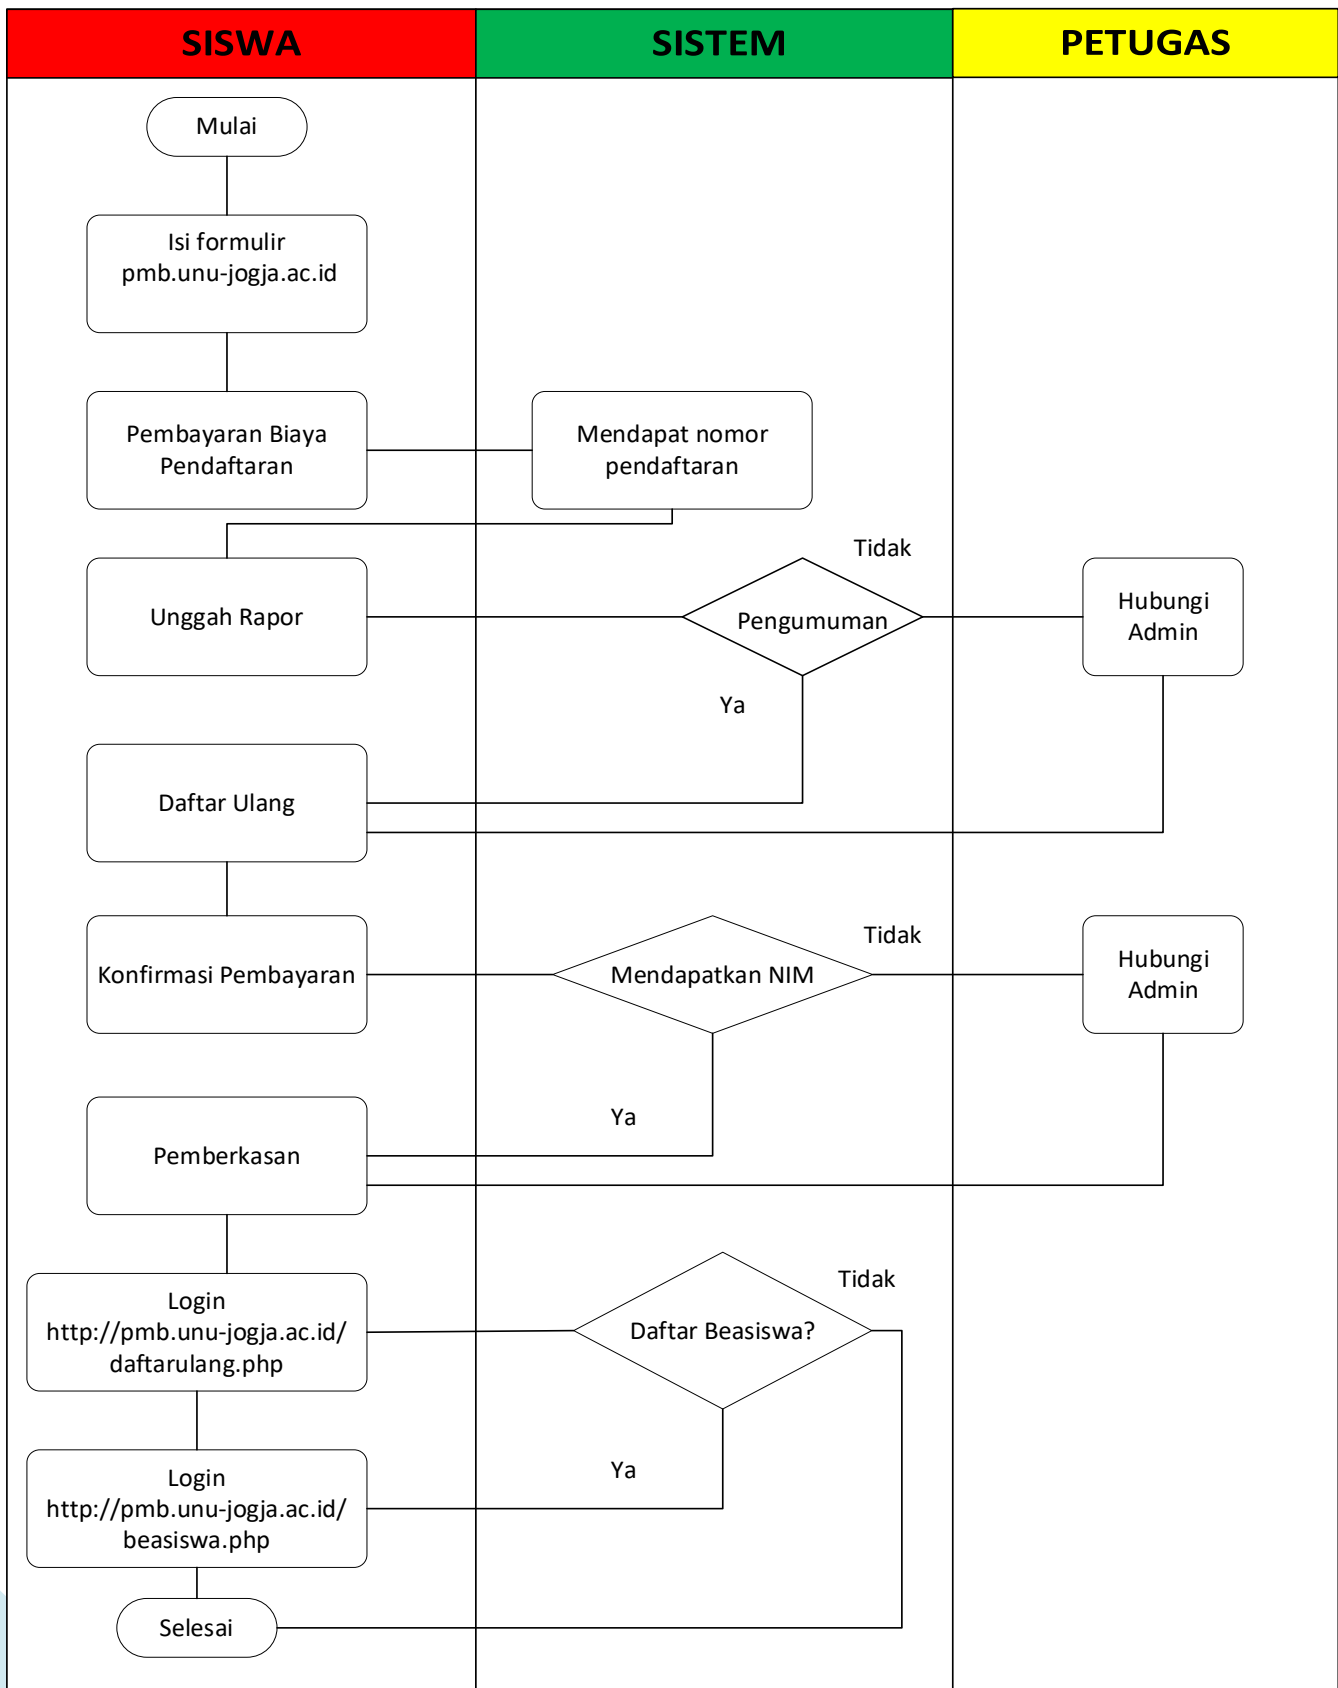 SISWA
SISTEM
PETUGAS
Mulai
Isi formulir
pmb.unu-jogja.ac.id
Pembayaran Biaya
Pendaftaran
Mendapat nomor
pendaftaran
Unggah Rapor
Pengumuman
Tidak
Hubungi
Admin
Ya
Daftar Ulang
Konfirmasi Pembayaran
Mendapatkan NIM
Tidak
Hubungi
Admin
Ya
Pemberkasan
Login
http://pmb.unu-jogja.ac.id/
daftarulang.php
Daftar Beasiswa?
Tidak
Ya
Login
http://pmb.unu-jogja.ac.id/
beasiswa.php
Selesai